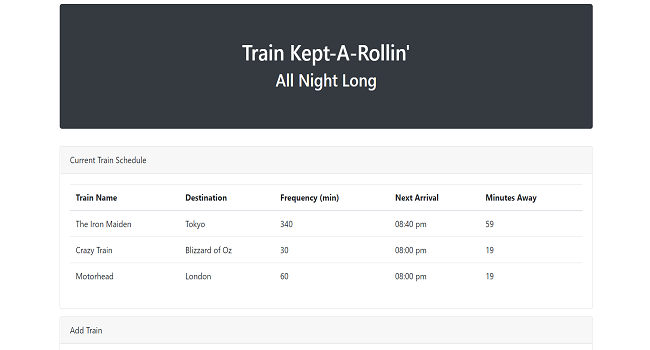 Train Kept-A-Rollin'
All Night Long
Current Train Schedule
Train Name Destination Frequency (min) Next Arrival Minutes Away
The Iron Maiden Tokyo 340 08:40 pm 59
Crazy Train Blizzard of Oz 30 08:00 pm 19
Motorhead London 60 08:00 pm 19
Add Train